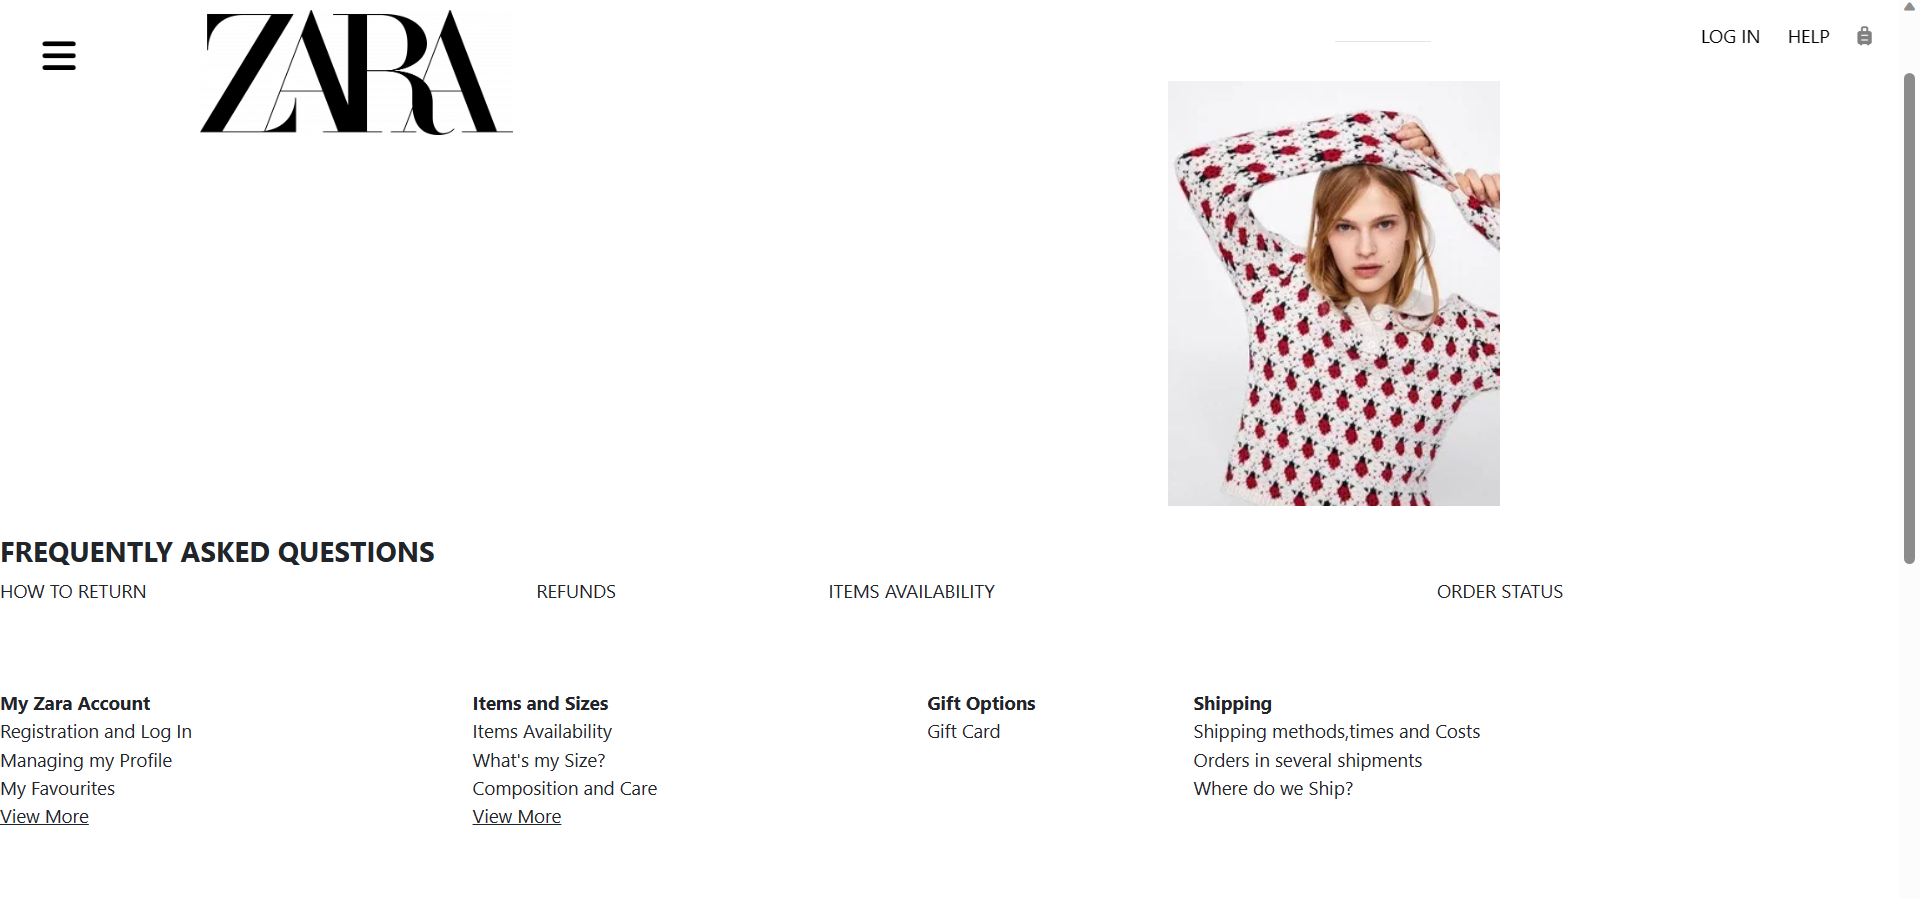 ZARA
LOG IN HELP
FREQUENTLY ASKED QUESTIONS
HOW TO RETURN REFUNDS ITEMS AVAILABILITY ORDER STATUS
My Zara Account
Registration and Log In
Managing my Profile
My Favourites
View More
Items and Sizes
Items Availability
What's my Size?
Composition and Care
View More
Gift Options
Gift Card
Shipping
Shipping methods,times and Costs
Orders in several shipments
Where do we Ship?